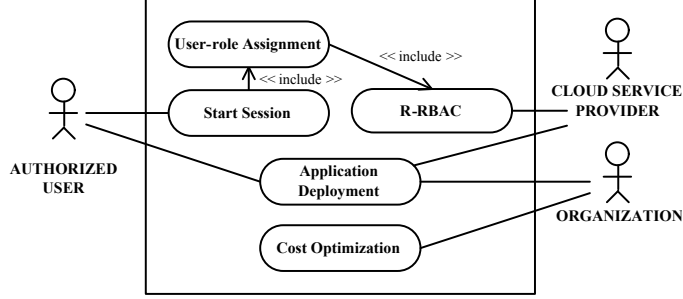 User-role Assignment
<< include >>
<< include >>
Start Session
R-RBAC
CLOUD SERVICE
PROVIDER
AUTHORIZED
USER
Application
Deployment
ORGANIZATION
Cost Optimization